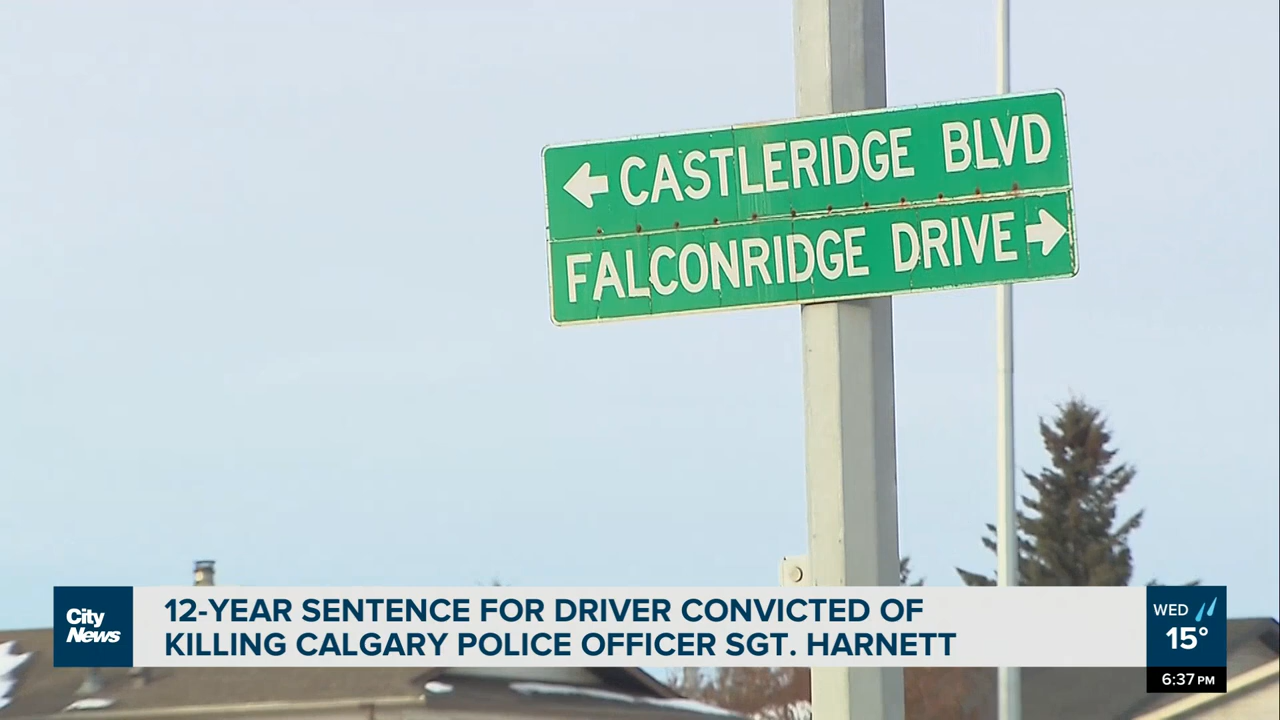 ← CASTLERIDGE BLVD
FALCONRIDGE DRIVE →
City
News
12-YEAR SENTENCE FOR DRIVER CONVICTED OF
KILLING CALGARY POLICE OFFICER SGT. HARNETT
WED
15°
6:37 PM